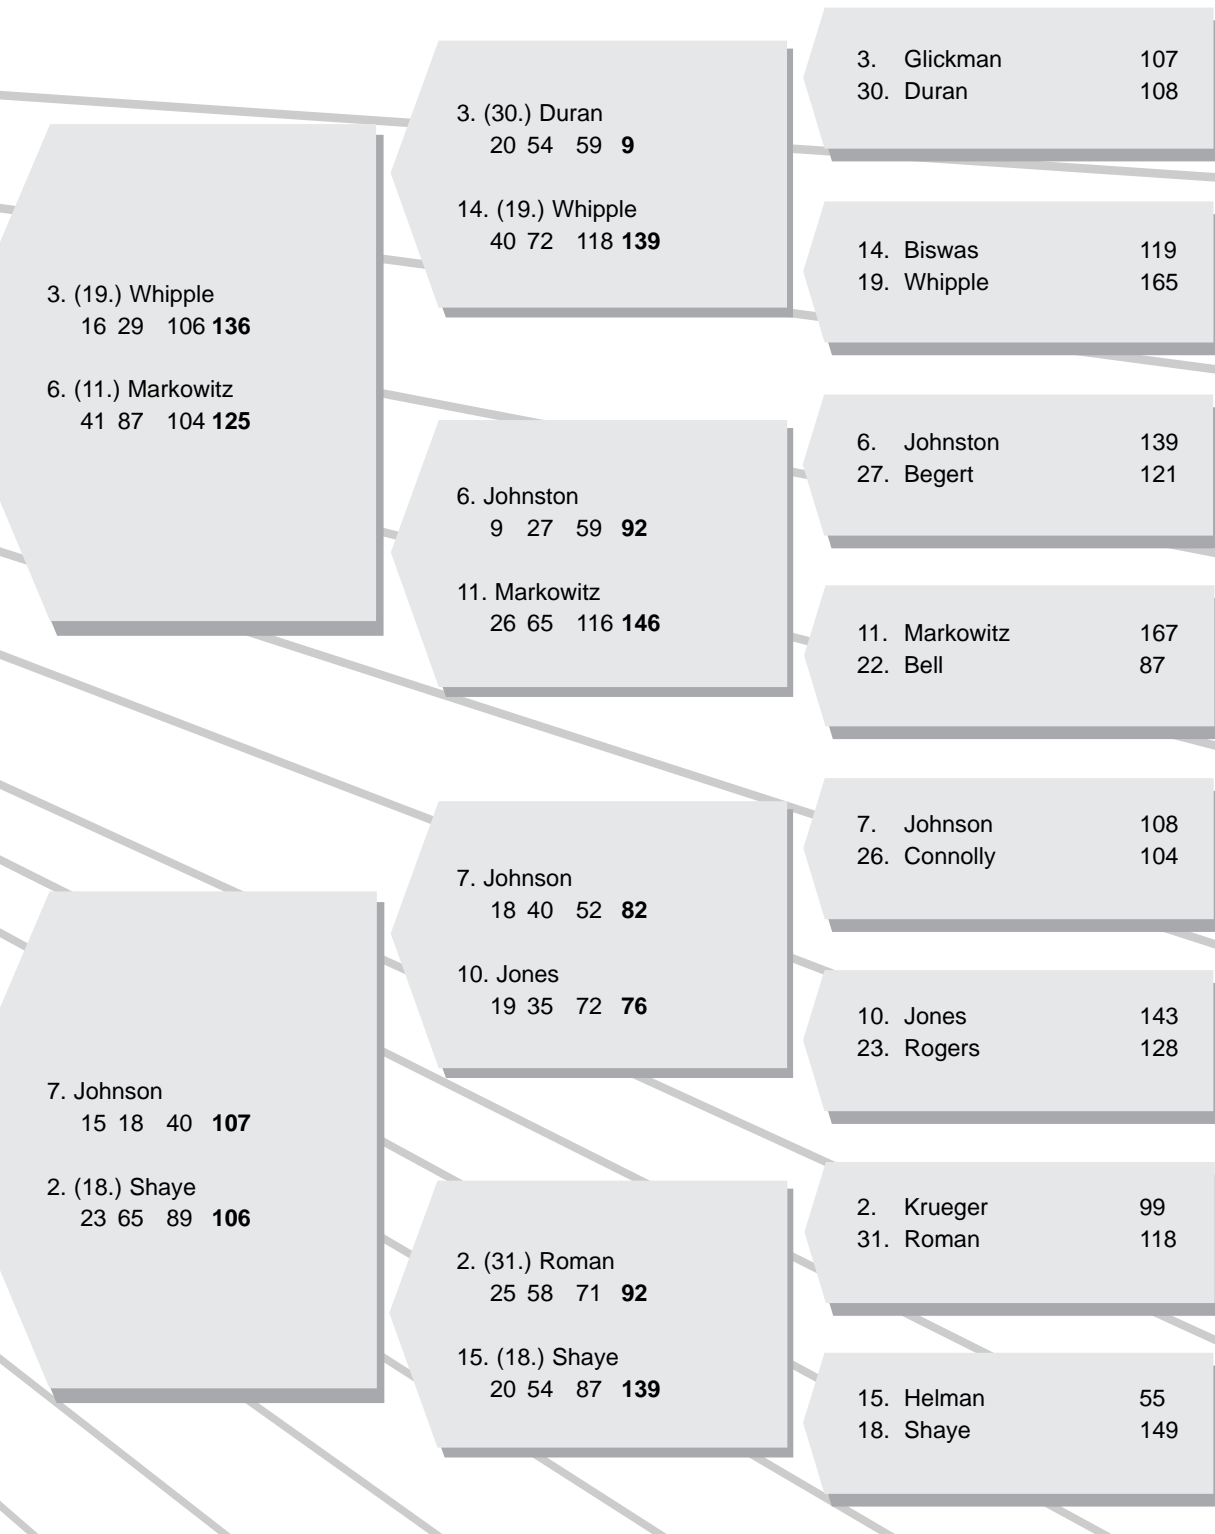 3. (19.) Whipple
16 29 106 136
6. (11.) Markowitz
41 87 104 125
7. Johnson
15 18 40 107
2. (18.) Shaye
23 65 89 106
3. (30.) Duran
20 54 59 9
14. (19.) Whipple
40 72 118 139
6. Johnston
9 27 59 92
11. Markowitz
26 65 116 146
7. Johnson
18 40 52 82
10. Jones
19 35 72 76
2. (31.) Roman
25 58 71 92
15. (18.) Shaye
20 54 87 139
3. Glickman 107
30. Duran 108
14. Biswas 119
19. Whipple 165
6. Johnston 139
27. Begert 121
11. Markowitz 167
22. Bell 87
7. Johnson 108
26. Connolly 104
10. Jones 143
23. Rogers 128
2. Krueger 99
31. Roman 118
15. Helman 55
18. Shaye 149